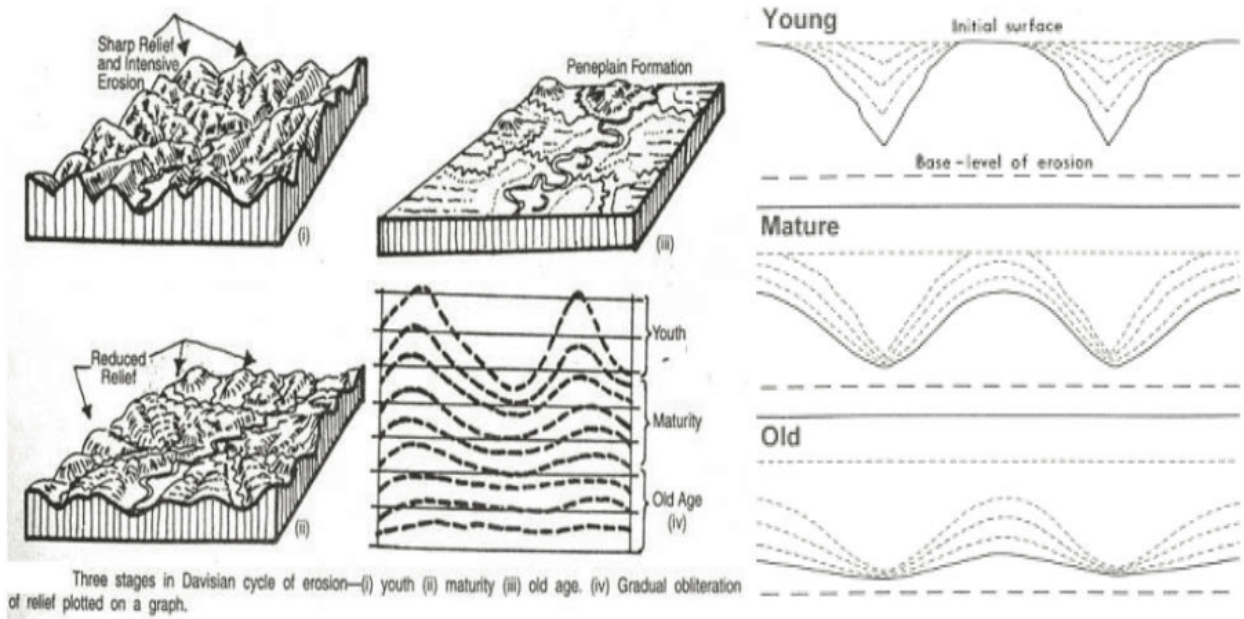 Sharp Relief
and Intensive
Erosion
(i)
Peneplain Formation
(iii)
Reduced
Relief
(ii)
Youth
Maturity
Old Age
(iv)
Three stages in Davisian cycle of erosion—(i) youth (ii) maturity (iii) old age. (iv) Gradual obliteration
of relief plotted on a graph.
Young
Initial surface
Base-level of erosion
Mature
Old